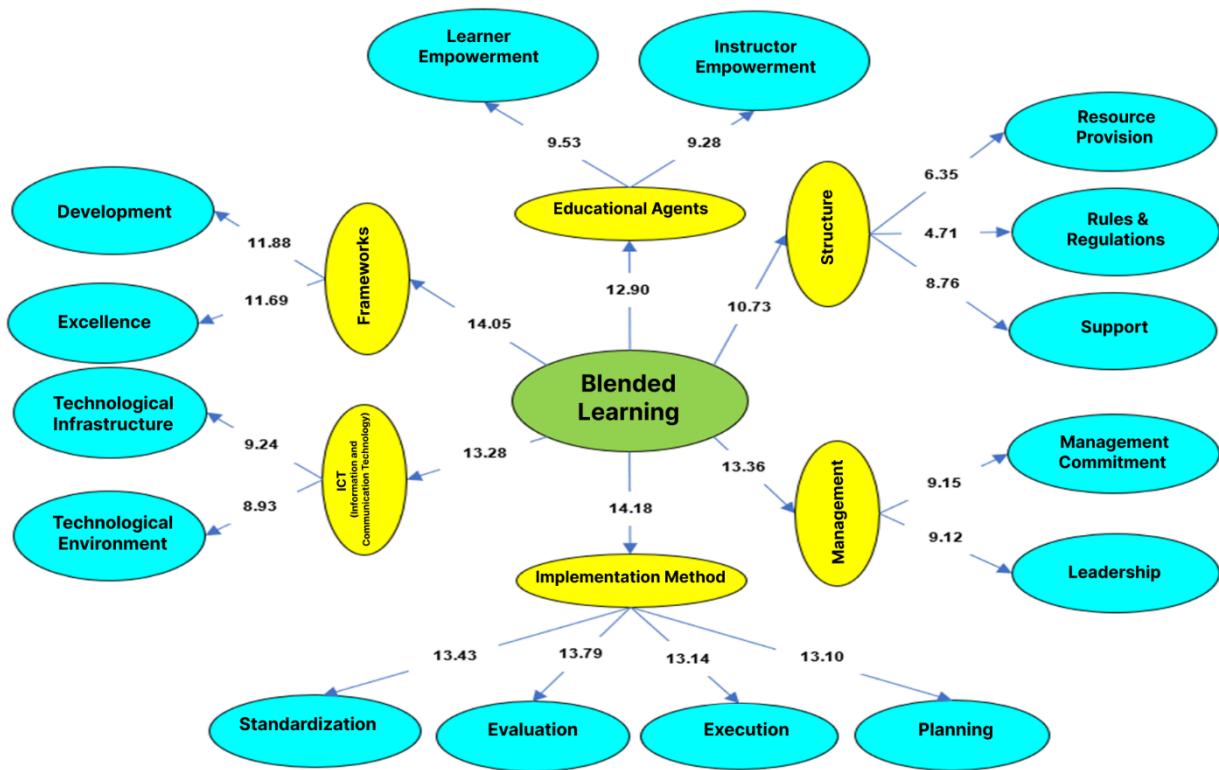 Learner
Empowerment
Instructor
Empowerment
Resource
Provision
9.53
9.28
6.35
Development
Educational Agents
Structure
Rules &
Regulations
11.88
4.71
Frameworks
8.76
11.69
12.90
10.73
Excellence
14.05
Support
Blended
Learning
Technological
Infrastructure
9.24
ICT
(Information and
Communication Technology)
13.28
13.36
Management
Commitment
9.15
8.93
14.18
Management
9.12
Technological
Environment
Implementation Method
Leadership
13.43
13.79
13.14
13.10
Standardization
Evaluation
Execution
Planning